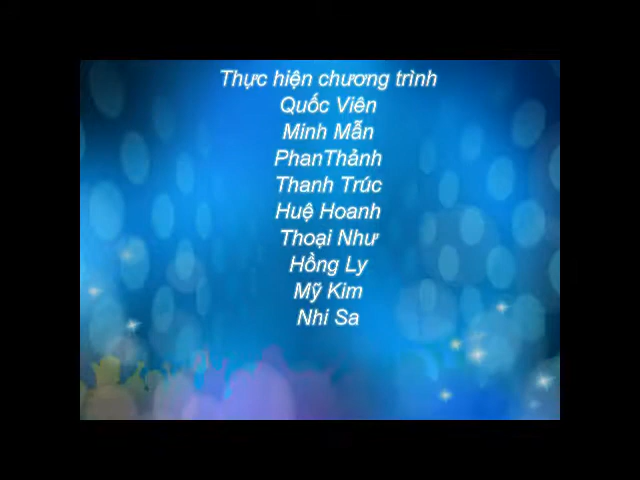 Thực hiện chương trình
Quốc Viên
Minh Mẫn
PhanThảnh
Thanh Trúc
Huệ Hoanh
Thoại Như
Hồng Ly
Mỹ Kim
Nhi Sa